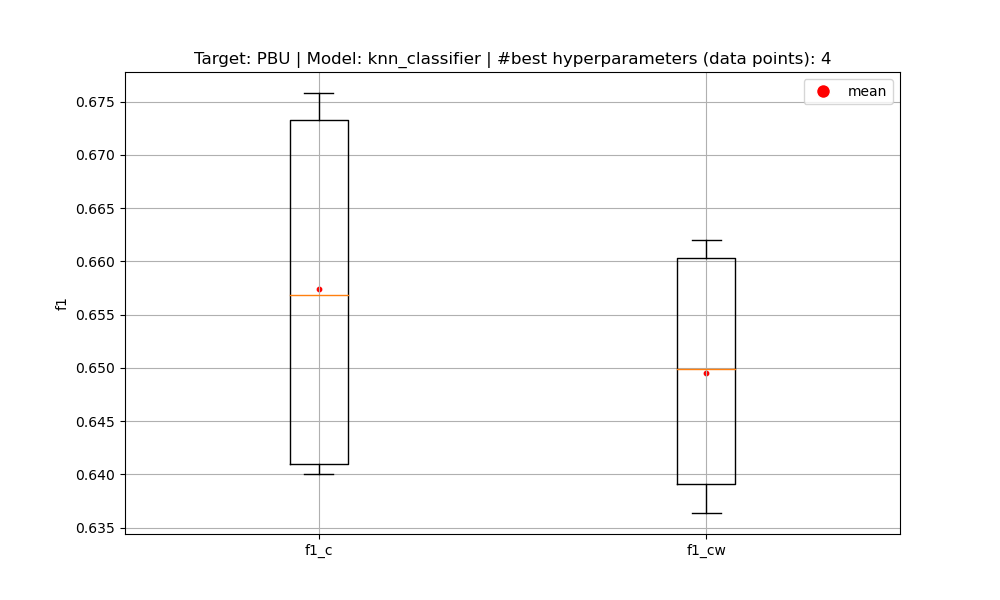 Target: PBU | Model: knn_classifier | #best hyperparameters (data points): 4
mean
0.675
0.670
0.665
0.660
0.655
0.650
0.645
0.640
0.635
f1
f1_c
f1_cw